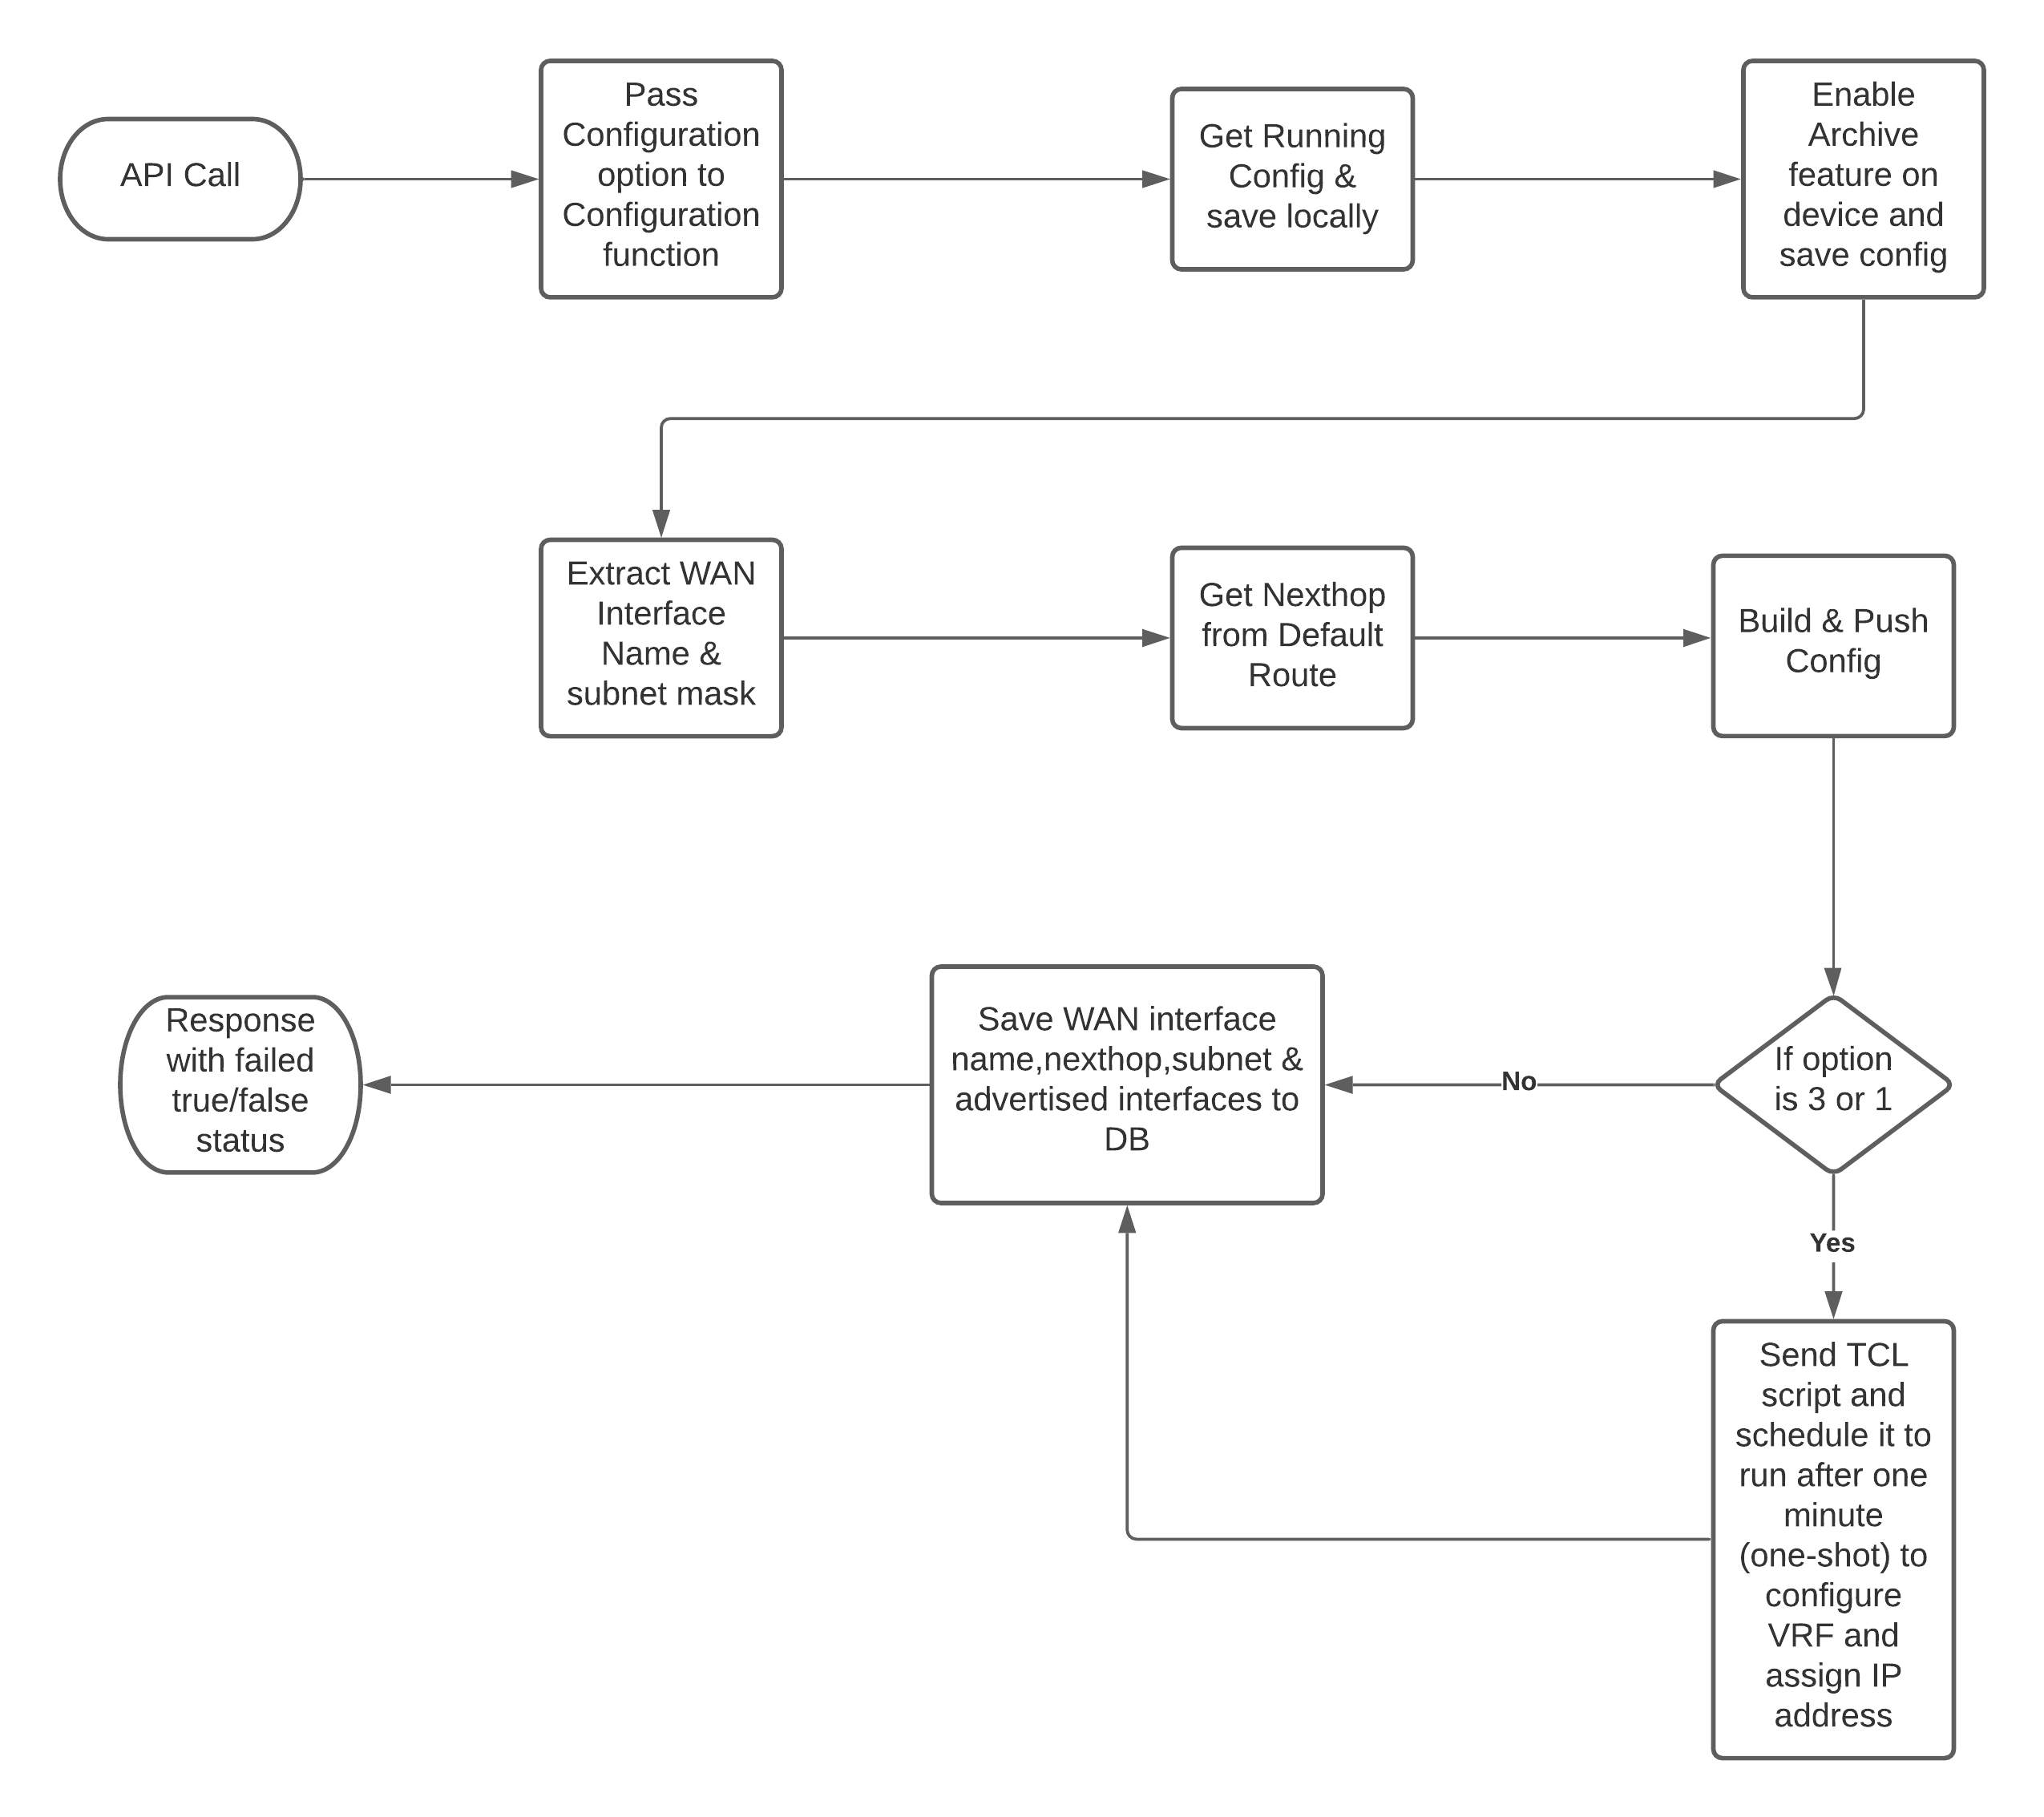 API Call
Pass
Configuration
option to
Configuration
function
Get Running
Config &
save locally
Enable
Archive
feature on
device and
save config
Extract WAN
Interface
Name &
subnet mask
Get Nexthop
from Default
Route
Build & Push
Config
If option
is 3 or 1
No
Save WAN interface
name,nexthop,subnet &
advertised interfaces to
DB
Response
with failed
true/false
status
Yes
Send TCL
script and
schedule it to
run after one
minute
(one-shot) to
configure
VRF and
assign IP
address